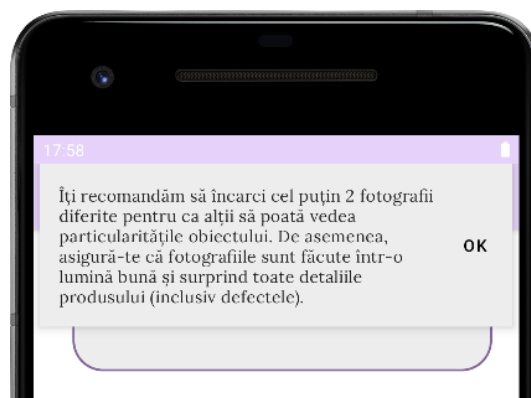 17:58
Îți recomandăm să încarci cel puțin 2 fotografii
diferite pentru ca alții să poată vedea
particularitățile obiectului. De asemenea,
asigură-te că fotografiile sunt făcute într-o
lumină bună și surprind toate detaliile
produsului (inclusiv defectele).
OK